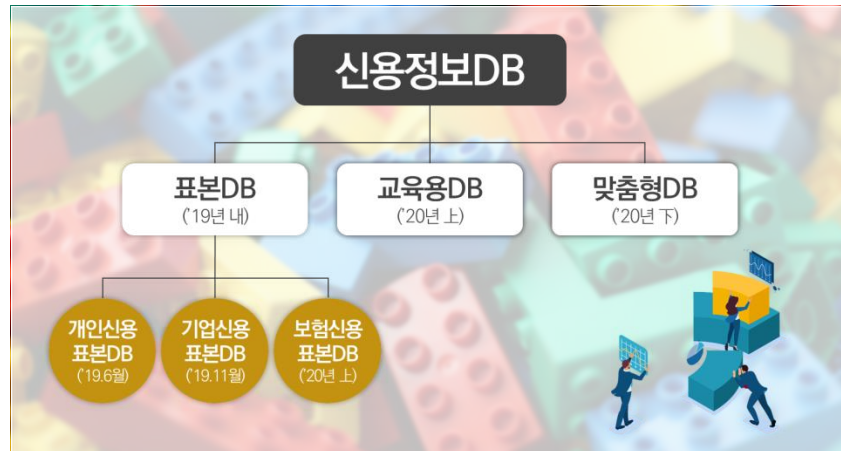 신용정보DB
표본DB
('19년 내)
교육용DB
('20년 上)
맞춤형DB
('20년 下)
개인신용
표본DB
('19.6월)
기업신용
표본DB
('19.11월)
보험신용
표본DB
('20년 上)